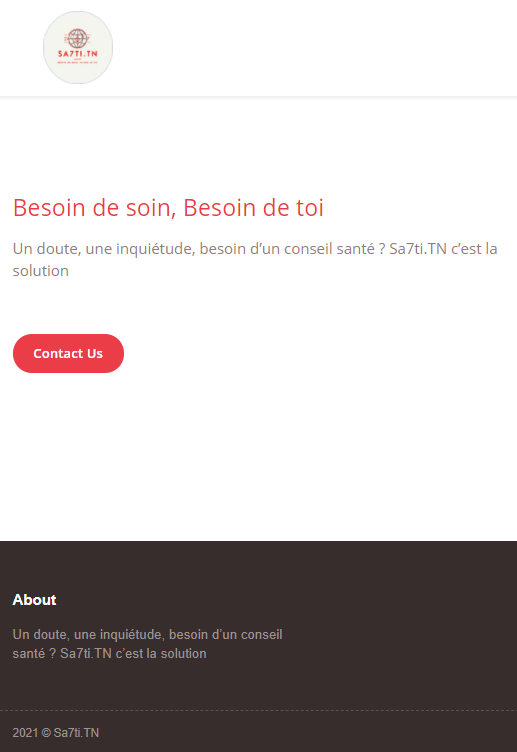 SA7TI.TN
Besoin de soin, Besoin de toi
Un doute, une inquiétude, besoin d’un conseil santé ? Sa7ti.TN c’est la
solution
Contact Us
About
Un doute, une inquiétude, besoin d’un conseil
santé ? Sa7ti.TN c’est la solution
2021 © Sa7ti.TN